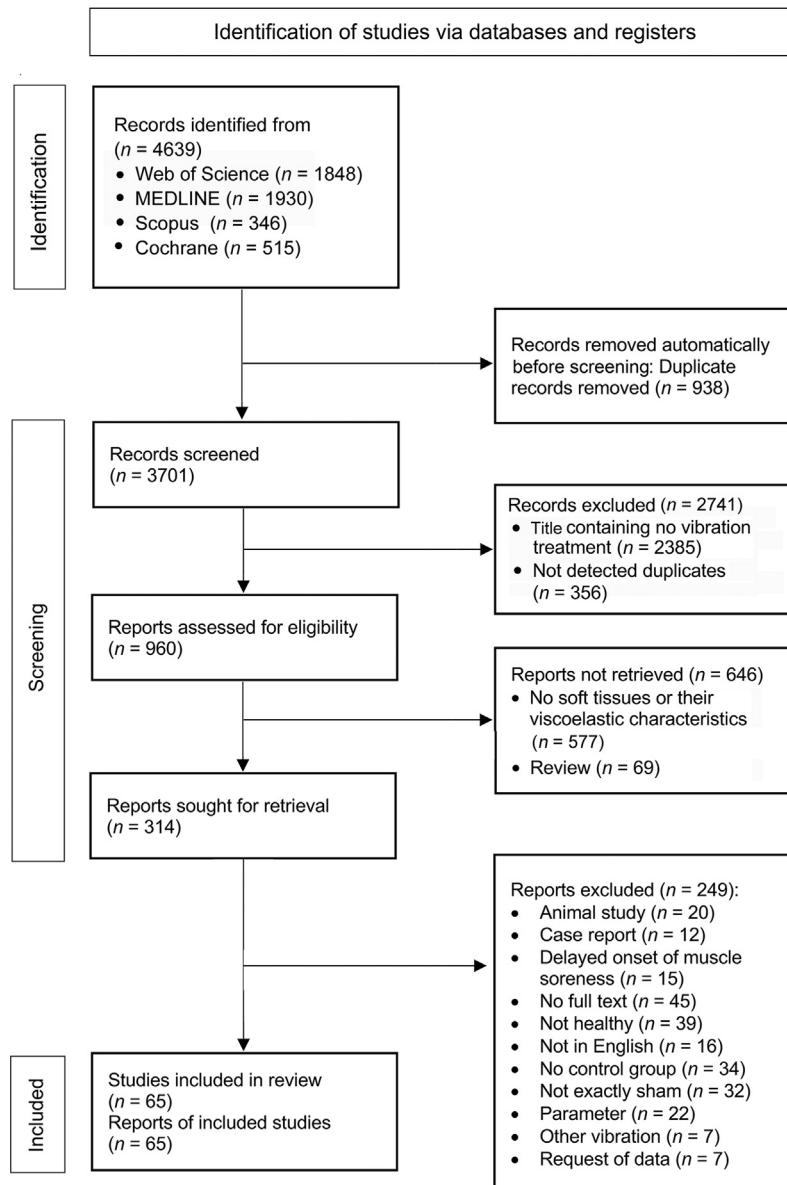 Identification of studies via databases and registers
Identification
Records identified from
(n = 4639)
• Web of Science (n = 1848)
• MEDLINE (n = 1930)
• Scopus (n = 346)
• Cochrane (n = 515)
Records removed automatically
before screening: Duplicate
records removed (n = 938)
Screening
Records screened
(n = 3701)
Records excluded (n = 2741)
• Title containing no vibration
treatment (n = 2385)
• Not detected duplicates
(n = 356)
Reports assessed for eligibility
(n = 960)
Reports not retrieved (n = 646)
• No soft tissues or their
viscoelastic characteristics
(n = 577)
• Review (n = 69)
Reports sought for retrieval
(n = 314)
Reports excluded (n = 249):
• Animal study (n = 20)
• Case report (n = 12)
• Delayed onset of muscle
soreness (n = 15)
• No full text (n = 45)
• Not healthy (n = 39)
• Not in English (n = 16)
• No control group (n = 34)
• Not exactly sham (n = 32)
• Parameter (n = 22)
• Other vibration (n = 7)
• Request of data (n = 7)
Included
Studies included in review
(n = 65)
Reports of included studies
(n = 65)